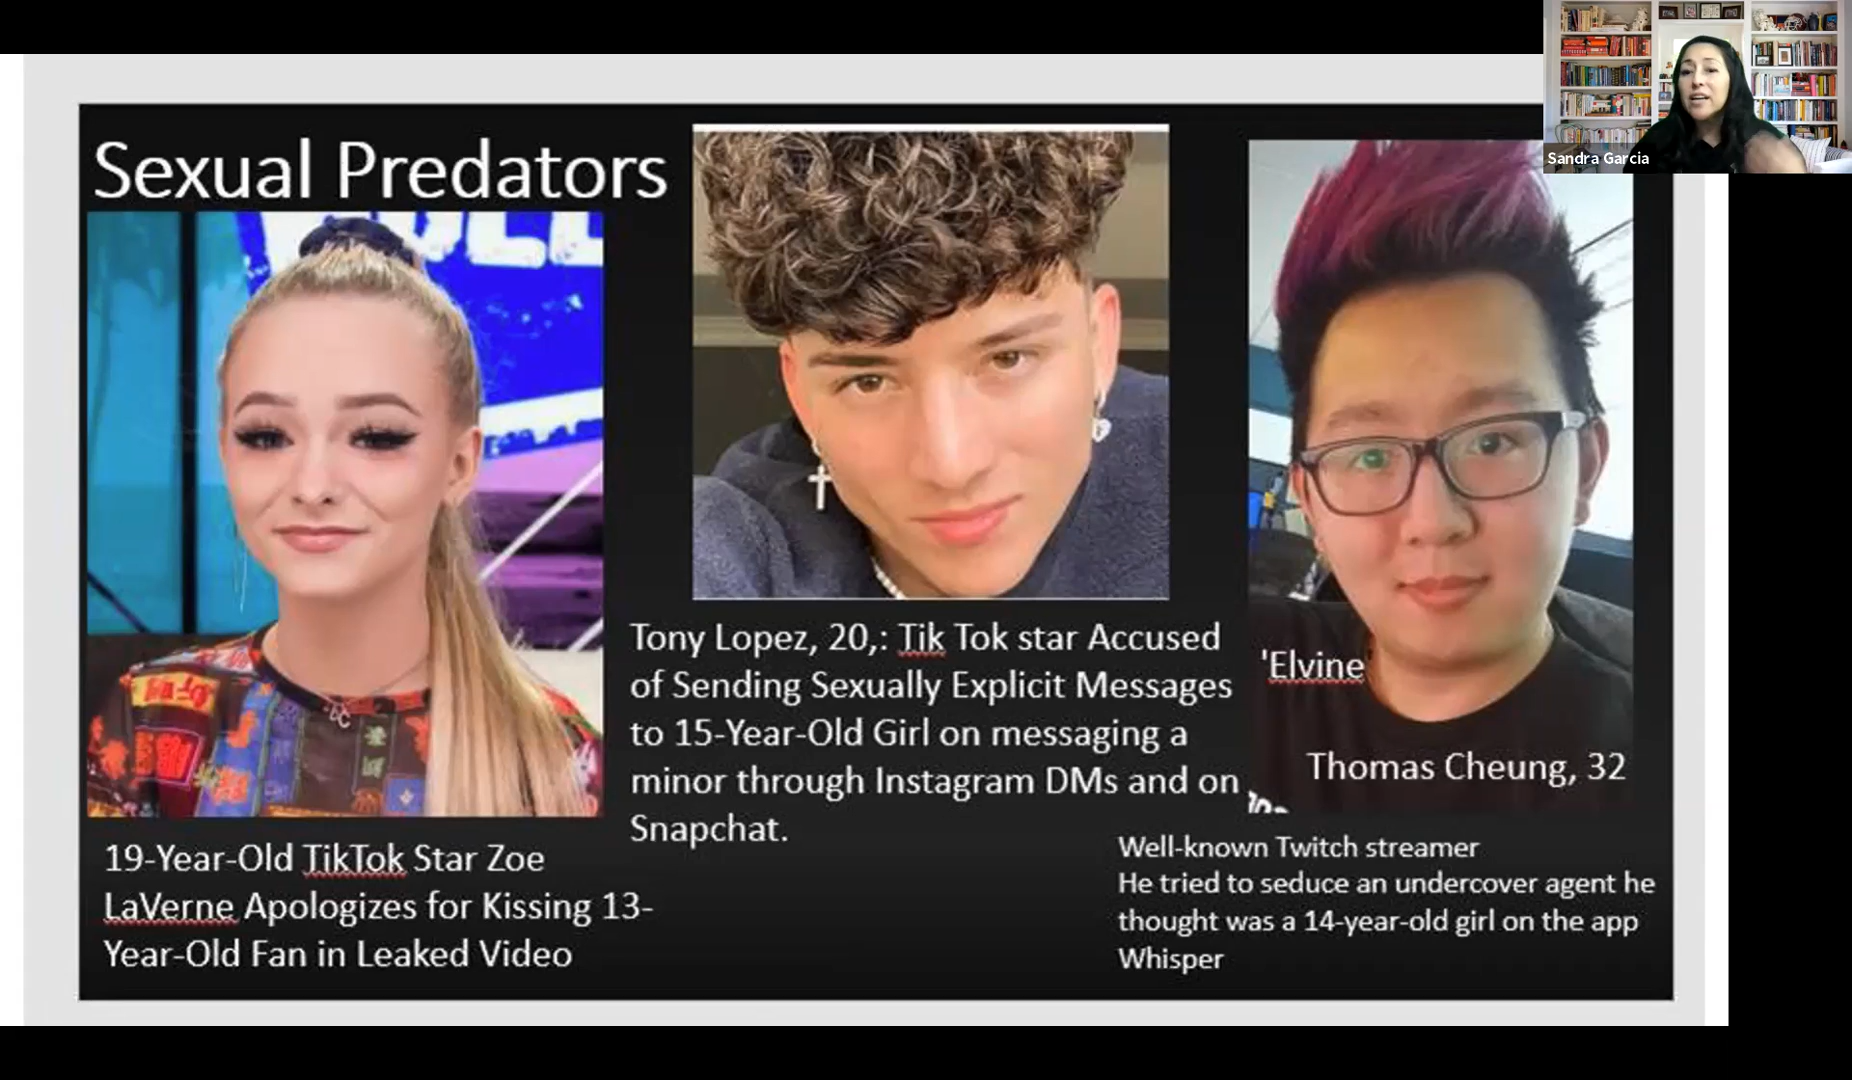 Sandra Garcia
Sexual Predators
19-Year-Old TikTok Star Zoe
LaVerne Apologizes for Kissing 13-
Year-Old Fan in Leaked Video
Tony Lopez, 20,: Tik Tok star Accused
of Sending Sexually Explicit Messages
to 15-Year-Old Girl on messaging a
minor through Instagram DMs and on
Snapchat.
'Elvine'
Thomas Cheung, 32
Well-known Twitch streamer
He tried to seduce an undercover agent he
thought was a 14-year-old girl on the app
Whisper